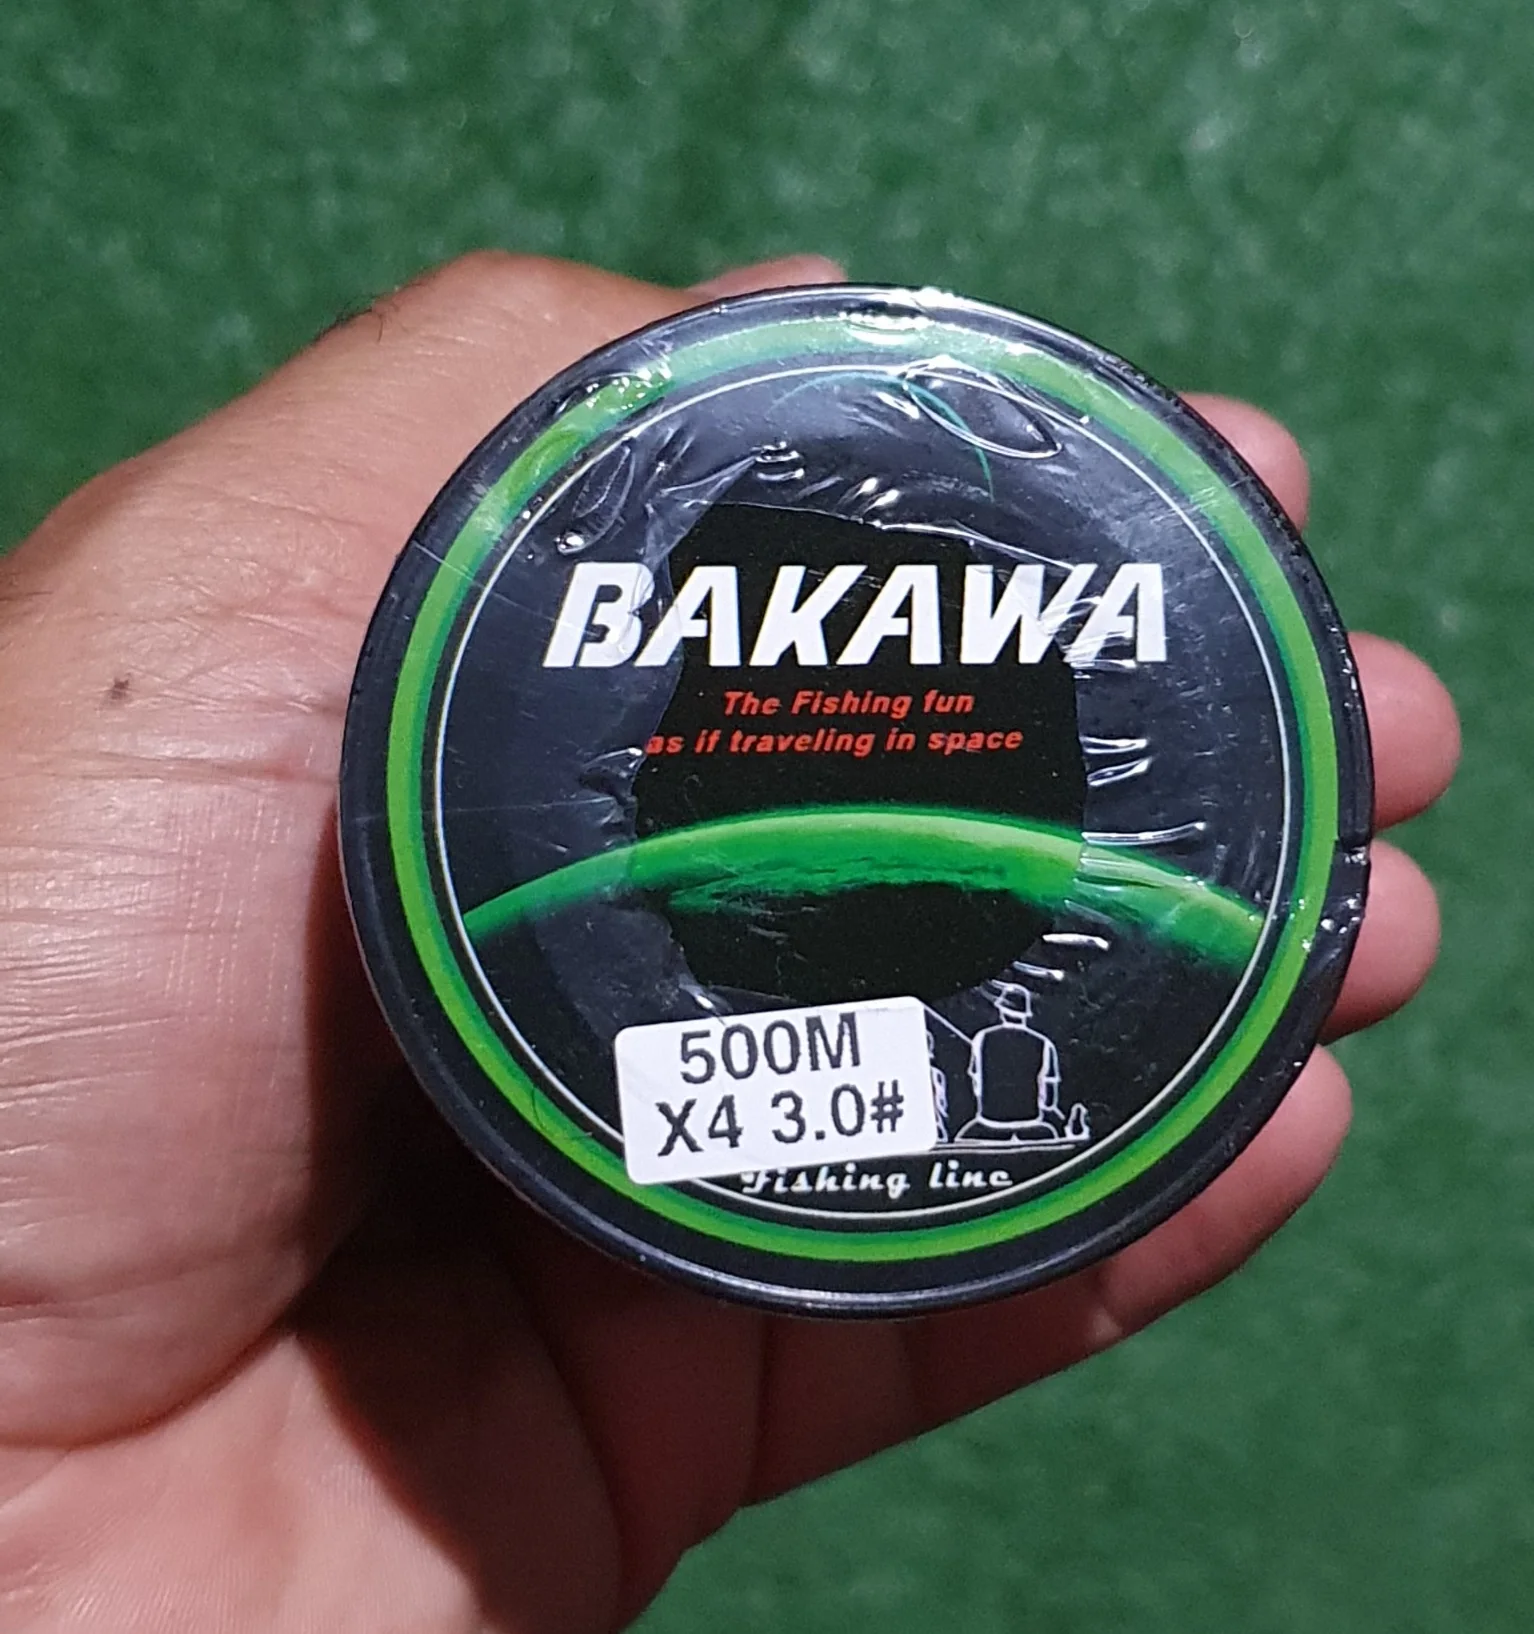 BAKAWA
The Fishing fun
as if traveling in space
500M
X4 3.0#
Fishing line